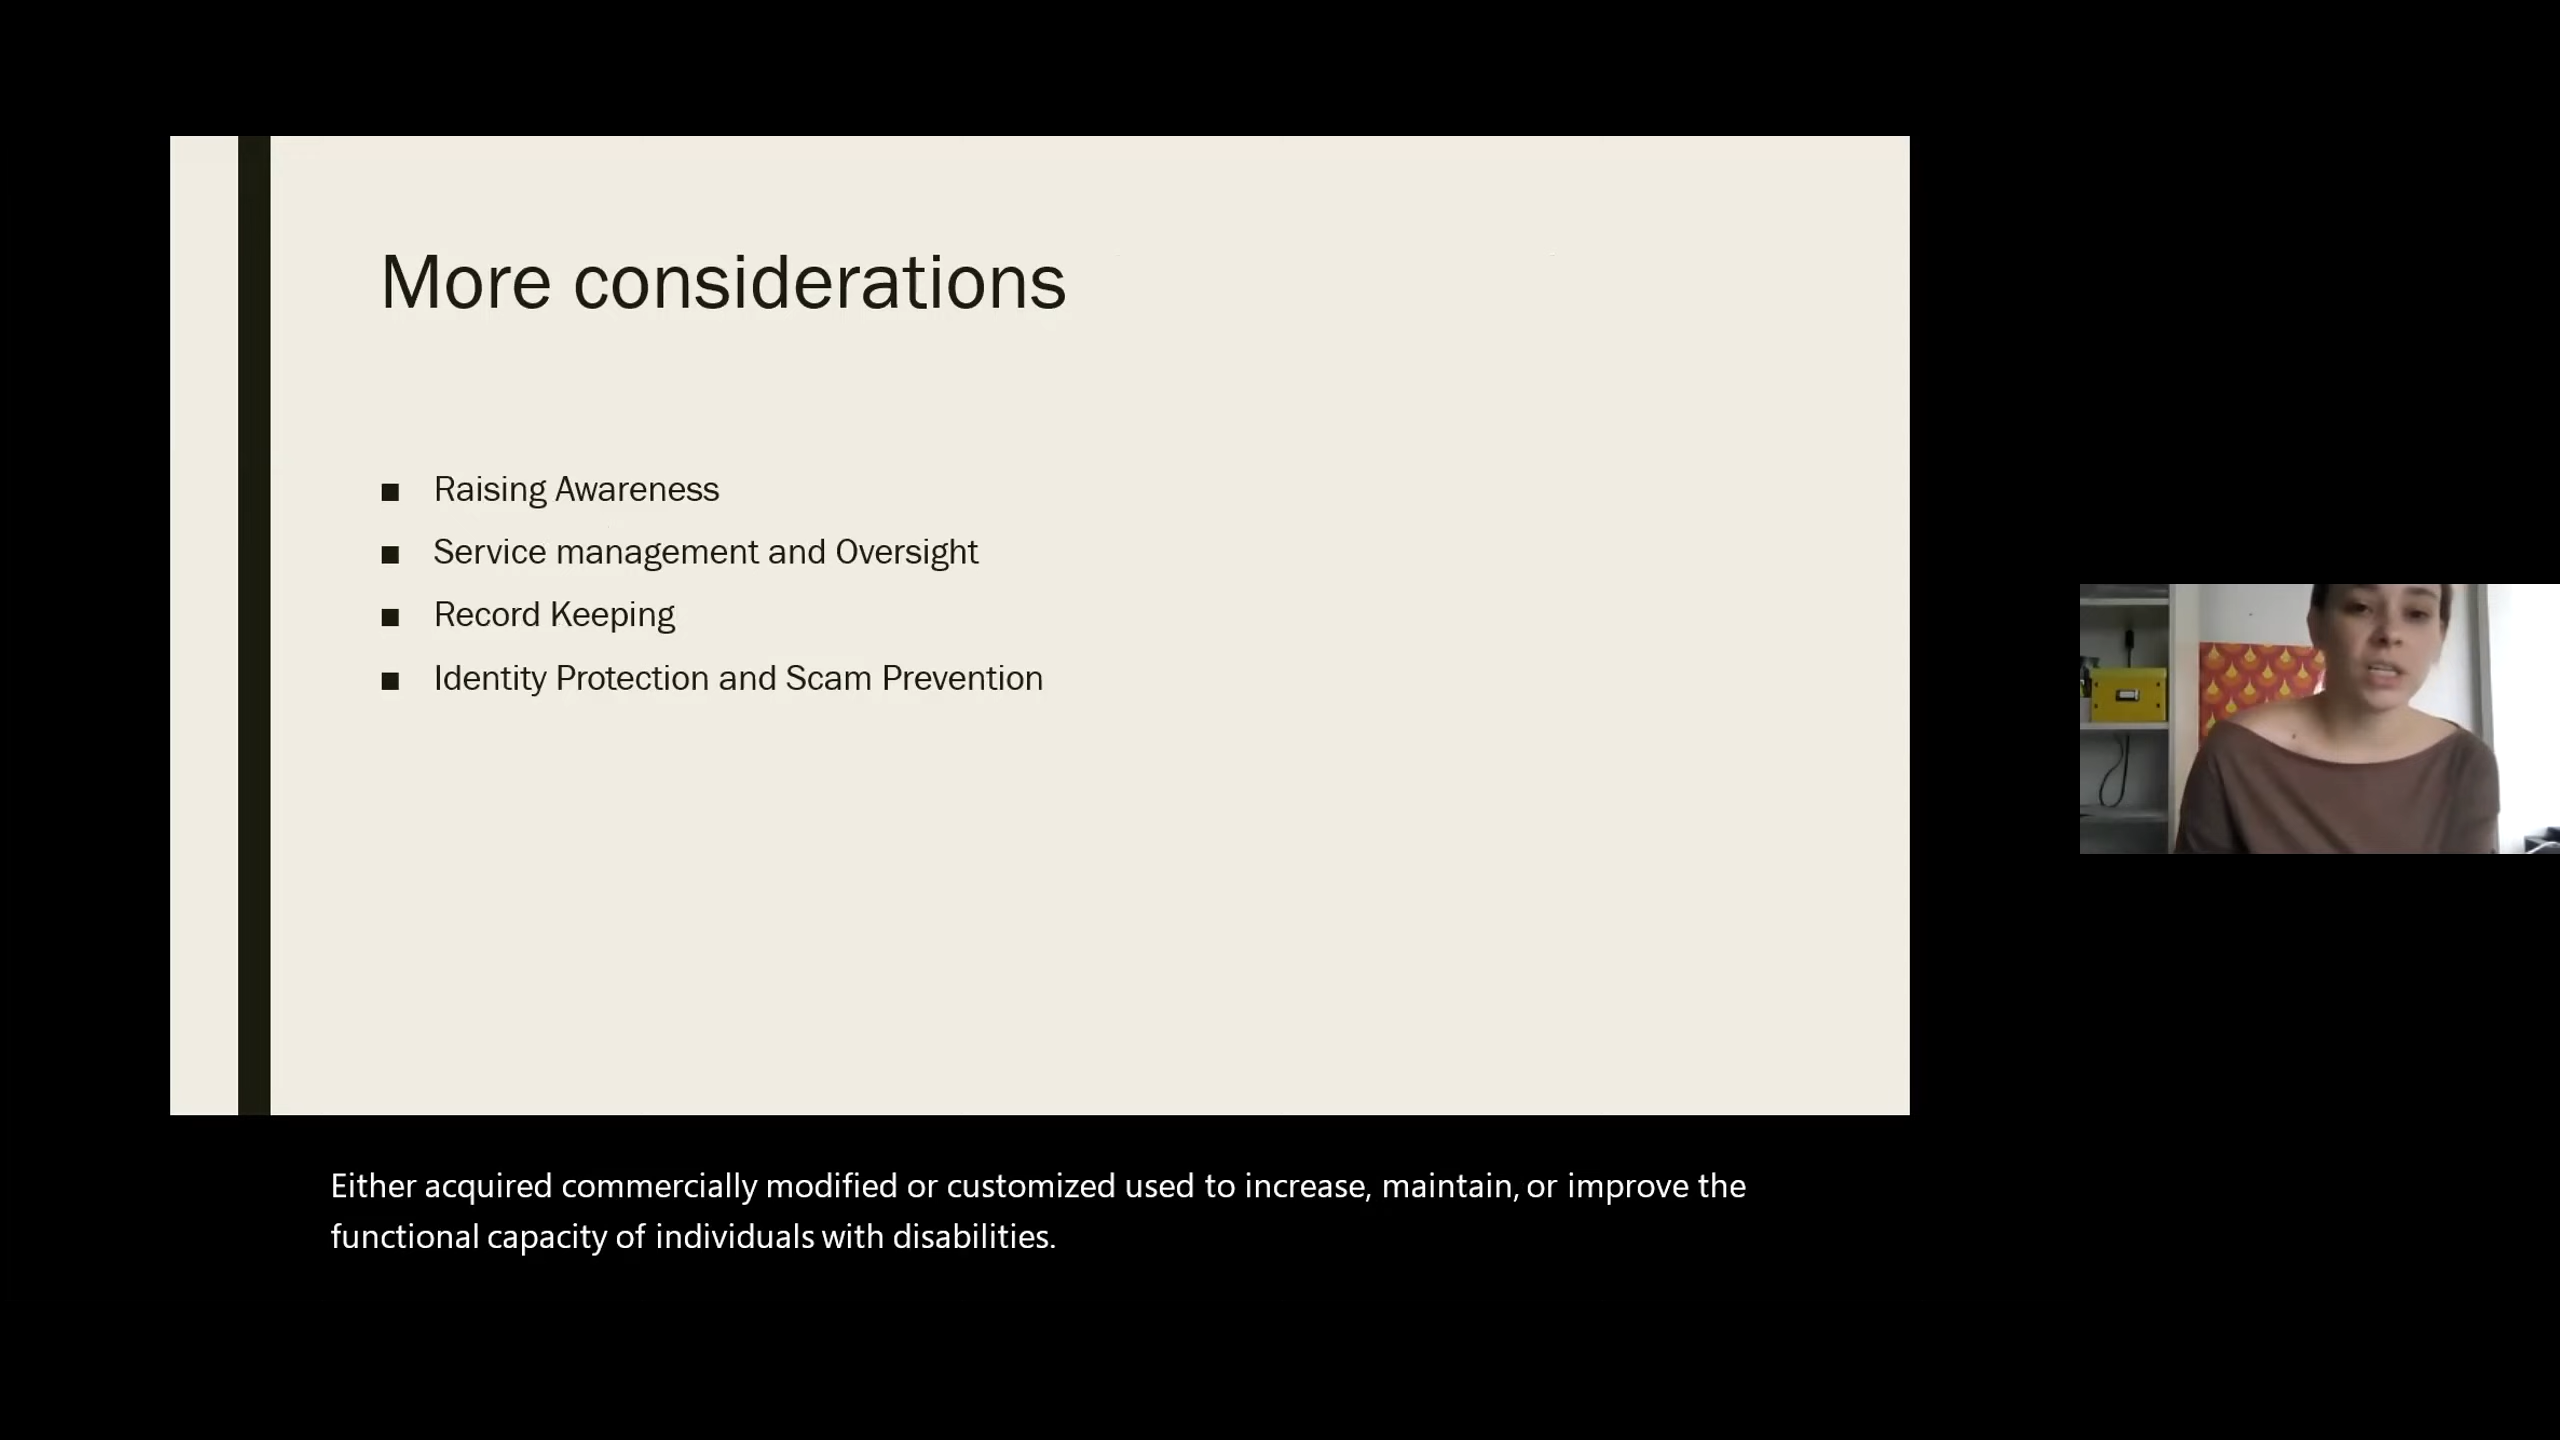 More considerations
■ Raising Awareness
■ Service management and Oversight
■ Record Keeping
■ Identity Protection and Scam Prevention
Either acquired commercially modified or customized used to increase, maintain, or improve the
functional capacity of individuals with disabilities.